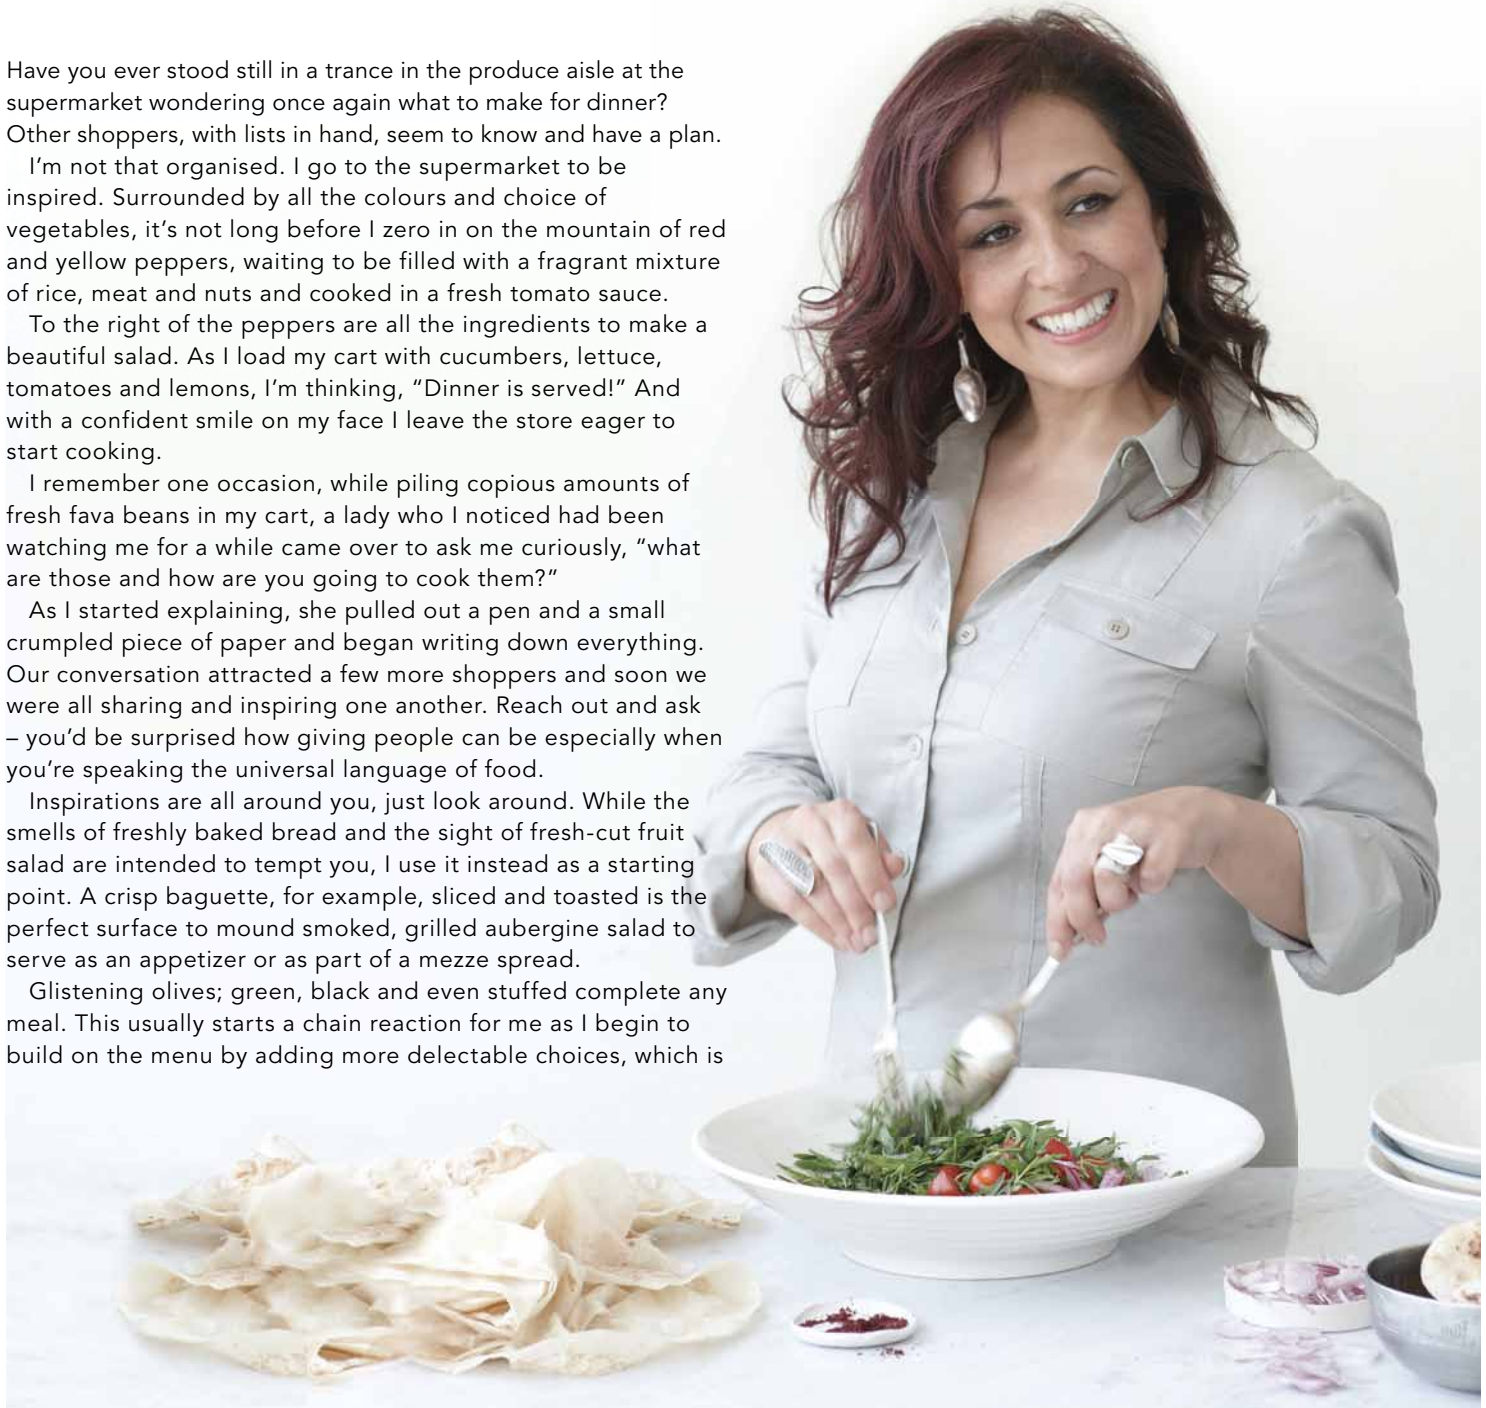 Have you ever stood still in a trance in the produce aisle at the
supermarket wondering once again what to make for dinner?
Other shoppers, with lists in hand, seem to know and have a plan.
I’m not that organised. I go to the supermarket to be
inspired. Surrounded by all the colours and choice of
vegetables, it’s not long before I zero in on the mountain of red
and yellow peppers, waiting to be filled with a fragrant mixture
of rice, meat and nuts and cooked in a fresh tomato sauce.
To the right of the peppers are all the ingredients to make a
beautiful salad. As I load my cart with cucumbers, lettuce,
tomatoes and lemons, I’m thinking, “Dinner is served!” And
with a confident smile on my face I leave the store eager to
start cooking.
I remember one occasion, while piling copious amounts of
fresh fava beans in my cart, a lady who I noticed had been
watching me for a while came over to ask me curiously, “what
are those and how are you going to cook them?”
As I started explaining, she pulled out a pen and a small
crumpled piece of paper and began writing down everything.
Our conversation attracted a few more shoppers and soon we
were all sharing and inspiring one another. Reach out and ask
– you’d be surprised how giving people can be especially when
you’re speaking the universal language of food.
Inspirations are all around you, just look around. While the
smells of freshly baked bread and the sight of fresh-cut fruit
salad are intended to tempt you, I use it instead as a starting
point. A crisp baguette, for example, sliced and toasted is the
perfect surface to mound smoked, grilled aubergine salad to
serve as an appetizer or as part of a mezze spread.
Glistening olives; green, black and even stuffed complete any
meal. This usually starts a chain reaction for me as I begin to
build on the menu by adding more delectable choices, which is